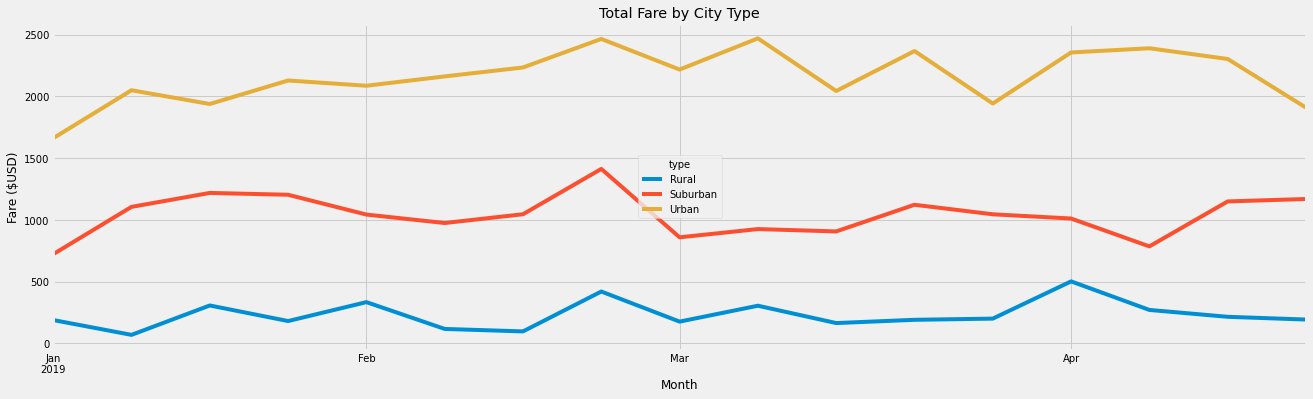 Total Fare by City Type
Fare ($USD)
2500
2000
1500
1000
500
0
type
Rural
Suburban
Urban
Jan Feb Mar Apr
2019
Month